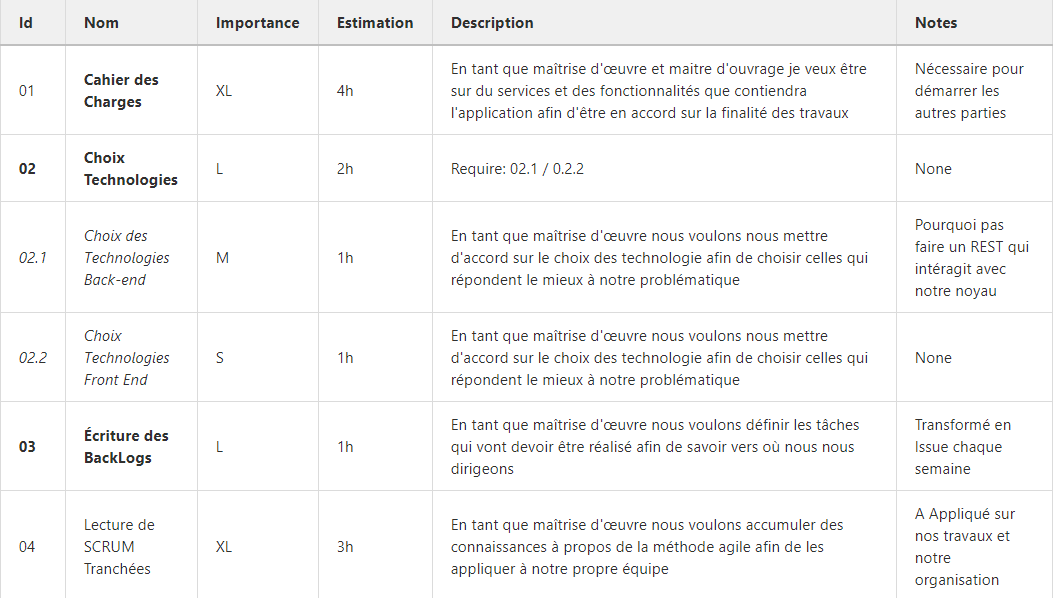 Id Nom Importance Estimation Description Notes
01
Cahier des
Charges
XL
4h
En tant que maîtrise d'œuvre et maitre d'ouvrage je veux être
sur du services et des fonctionnalités que contiendra
l'application afin d'être en accord sur la finalité des travaux
Nécessaire pour
démarrer les
autres parties
02
Choix
Technologies
L
2h
Require: 02.1 / 0.2.2
None
02.1
Choix des
Technologies
Back-end
M
1h
En tant que maîtrise d'œuvre nous voulons nous mettre
d'accord sur le choix des technologie afin de choisir celles qui
répondent le mieux à notre problématique
Pourquoi pas
faire un REST qui
intéragit avec
notre noyau
02.2
Choix
Technologies
Front End
S
1h
En tant que maîtrise d'œuvre nous voulons nous mettre
d'accord sur le choix des technologie afin de choisir celles qui
répondent le mieux à notre problématique
None
03
Écriture des
BackLogs
L
1h
En tant que maîtrise d'œuvre nous voulons définir les tâches
qui vont devoir être réalisé afin de savoir vers où nous nous
dirigeons
Transformé en
Issue chaque
semaine
04
Lecture de
SCRUM
Tranchées
XL
3h
En tant que maîtrise d'œuvre nous voulons accumuler des
connaissances à propos de la méthode agile afin de les
appliquer à notre propre équipe
A Appliqué sur
nos travaux et
notre
organisation